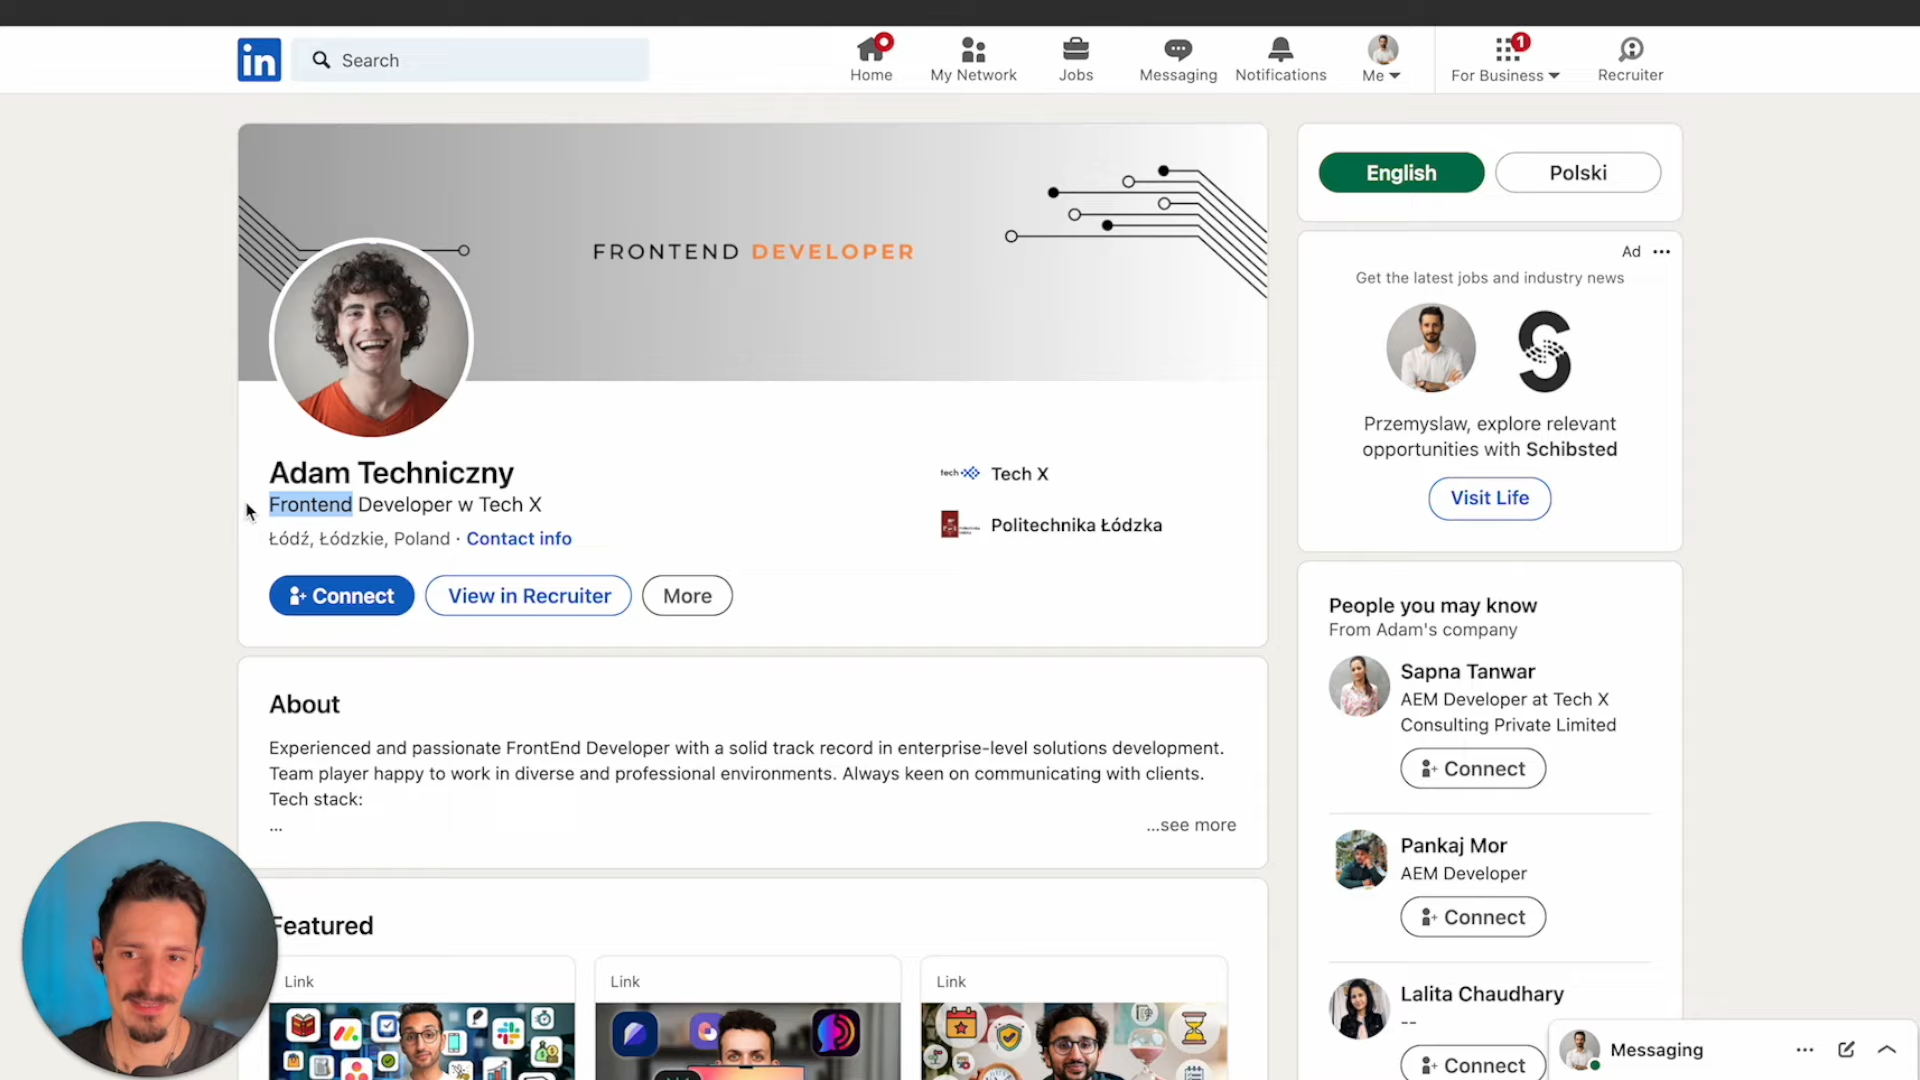 in
Search
Home
My Network
Jobs
Messaging
Notifications
Me
1
For Business
Recruiter
FRONTEND DEVELOPER
English
Polski
Ad
Get the latest jobs and industry news
Przemyslaw, explore relevant
opportunities with Schibsted
Visit Life
Adam Techniczny
Frontend Developer w Tech X
Łódź, Łódzkie, Poland · Contact info
Connect
View in Recruiter
More
tech
Tech X
Politechnika Łódzka
About
Experienced and passionate FrontEnd Developer with a solid track record in enterprise-level solutions development.
Team player happy to work in diverse and professional environments. Always keen on communicating with clients.
Tech stack:
...
...see more
Featured
Link
Link
Link
People you may know
From Adam's company
Sapna Tanwar
AEM Developer at Tech X
Consulting Private Limited
Connect
Pankaj Mor
AEM Developer
Connect
Lalita Chaudhary
--
Connect
Messaging